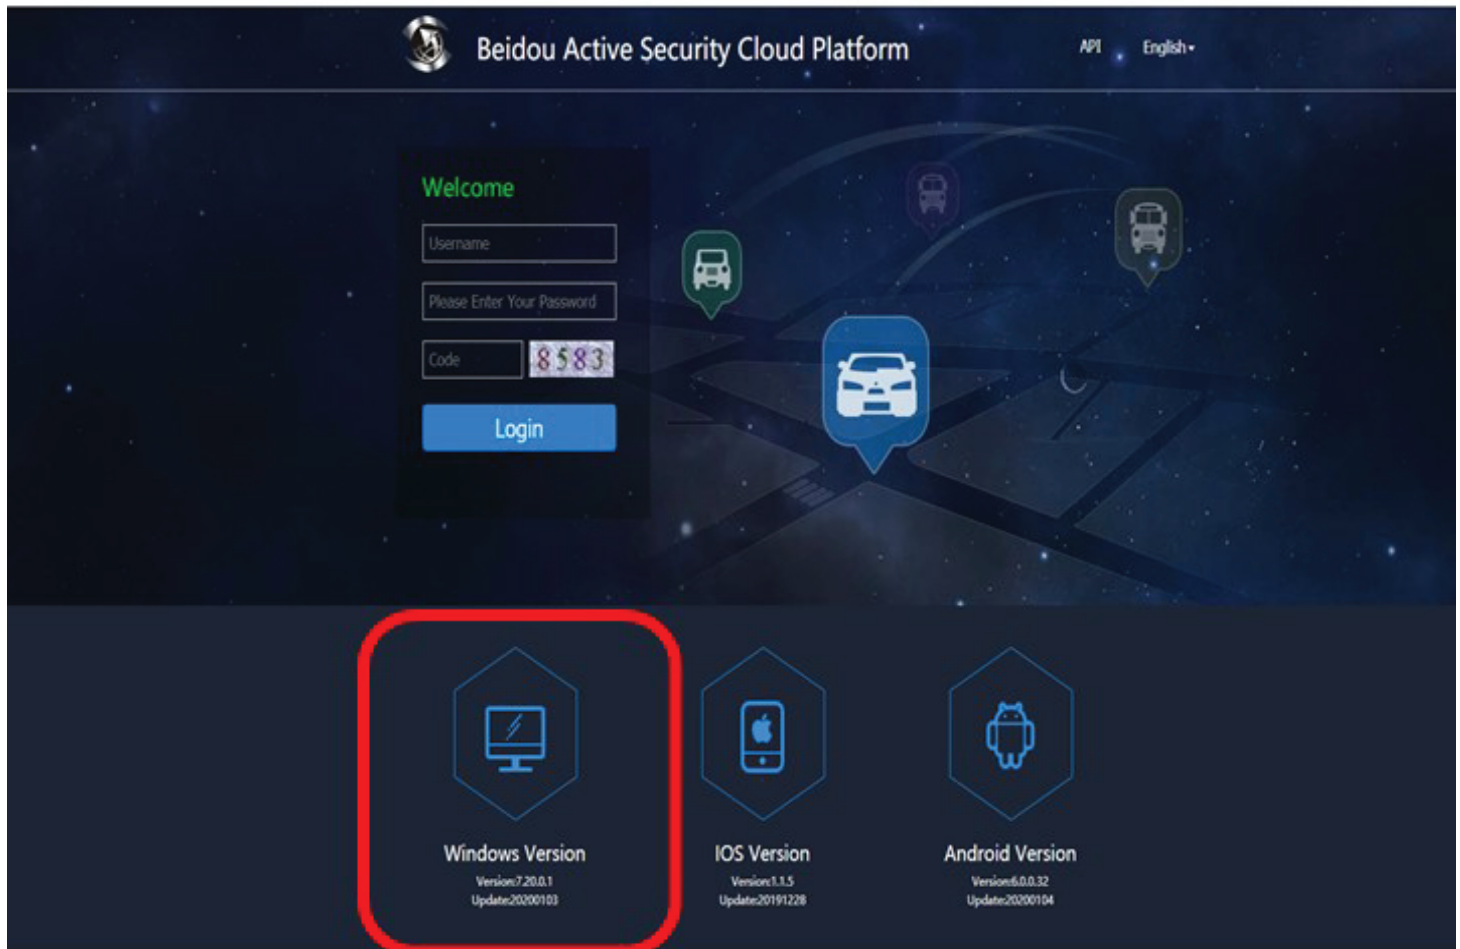 Beidou Active Security Cloud Platform
API English
Welcome
Username
Please Enter Your Password
Code 8583
Login
Windows Version
Version:7.20.0.1
Update:20200103
IOS Version
Version:1.1.5
Update:20191228
Android Version
Version:6.0.0.32
Update:20200104